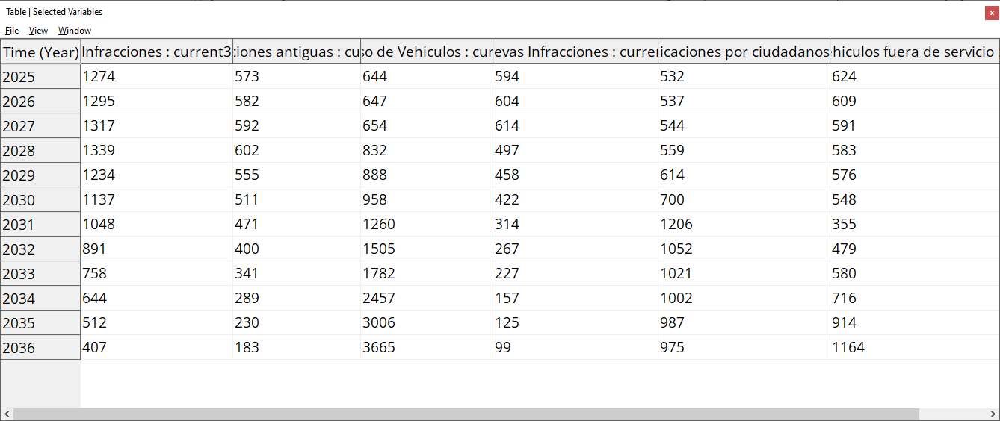 Table | Selected Variables
x
File View Window
Time (Year) Infracciones : current3 iones antiguas : cu so de Vehiculos : cur evas Infracciones : curre icaciones por ciudadanos hiculos fuera de servicio :
2025 1274 573 644 594 532 624
2026 1295 582 647 604 537 609
2027 1317 592 654 614 544 591
2028 1339 602 832 497 559 583
2029 1234 555 888 458 614 576
2030 1137 511 958 422 700 548
2031 1048 471 1260 314 1206 355
2032 891 400 1505 267 1052 479
2033 758 341 1782 227 1021 580
2034 644 289 2457 157 1002 716
2035 512 230 3006 125 987 914
2036 407 183 3665 99 975 1164